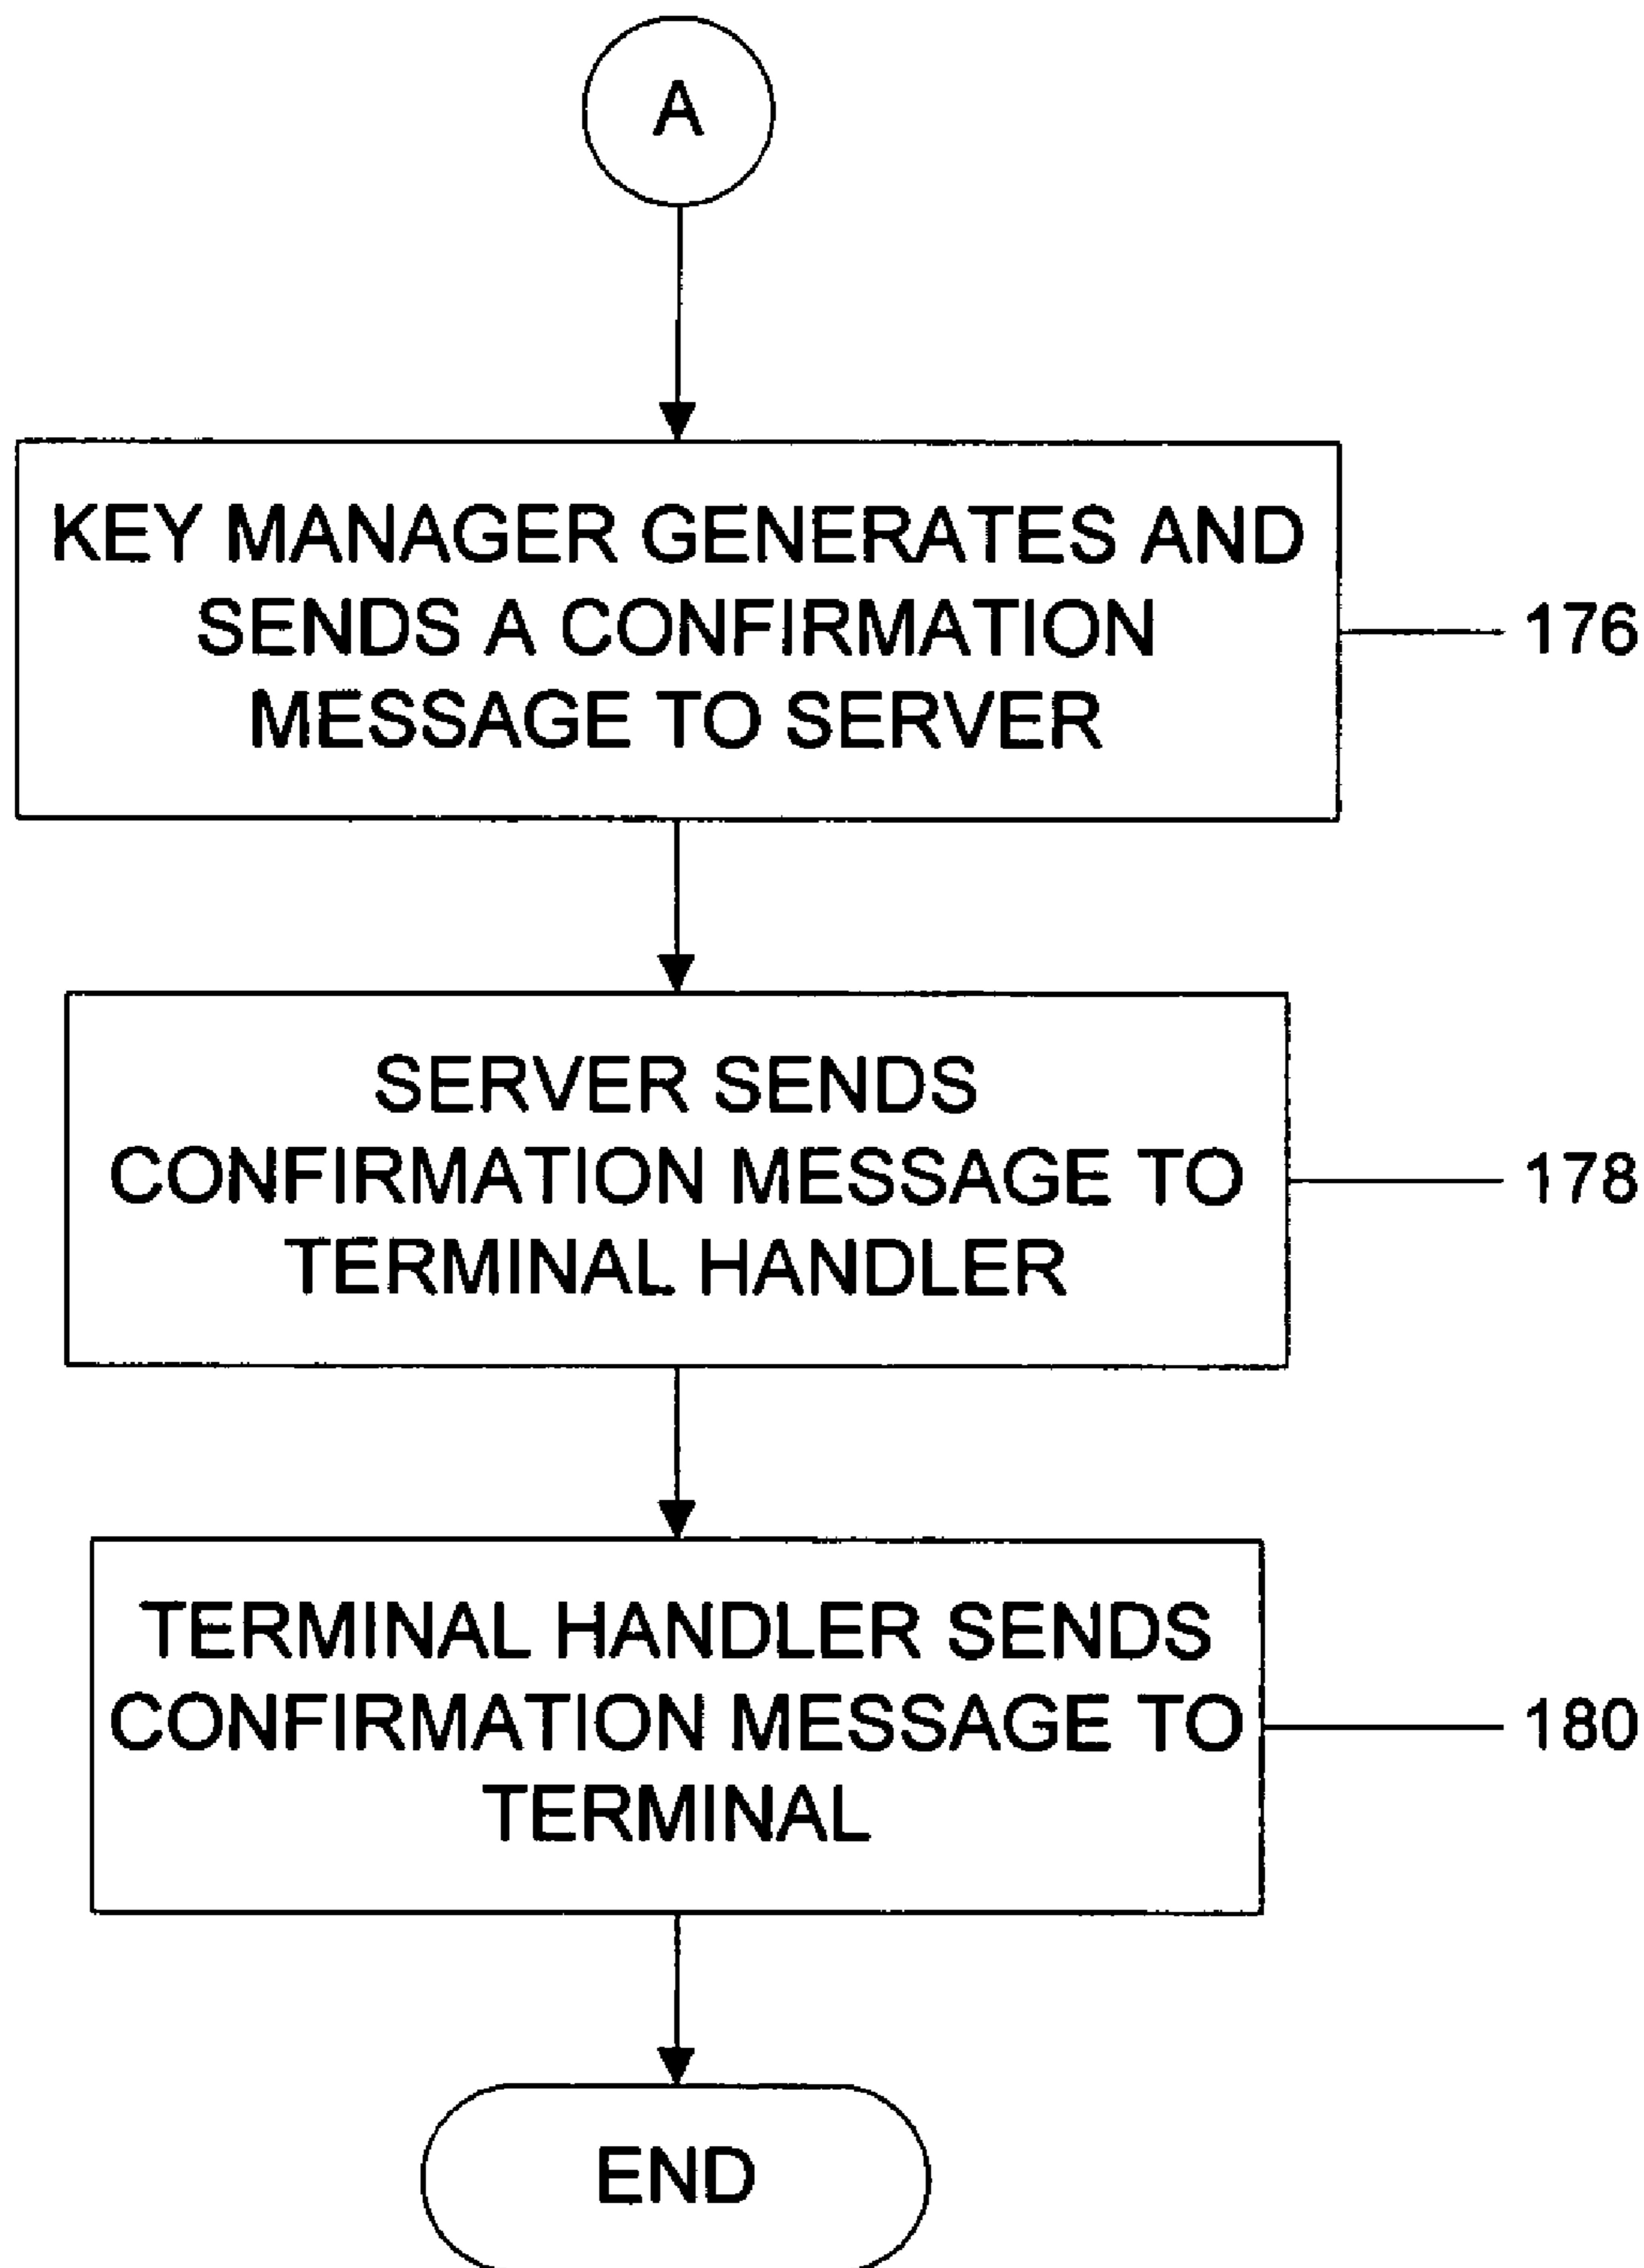 A
KEY MANAGER GENERATES AND
SENDS A CONFIRMATION
MESSAGE TO SERVER
176
SERVER SENDS
CONFIRMATION MESSAGE TO
TERMINAL HANDLER
178
TERMINAL HANDLER SENDS
CONFIRMATION MESSAGE TO
TERMINAL
180
END